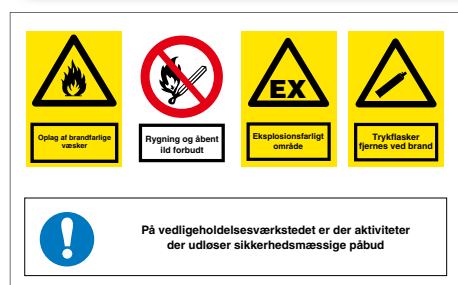 EX
Oplag af brandfarlige
væsker
Rygning og åbent
ild forbudt
Eksplosionsfarligt
område
Trykflasker
fjernes ved brand
På vedligeholdelsesværkstedet er der aktiviteter
der udløser sikkerhedsmæssige påbud